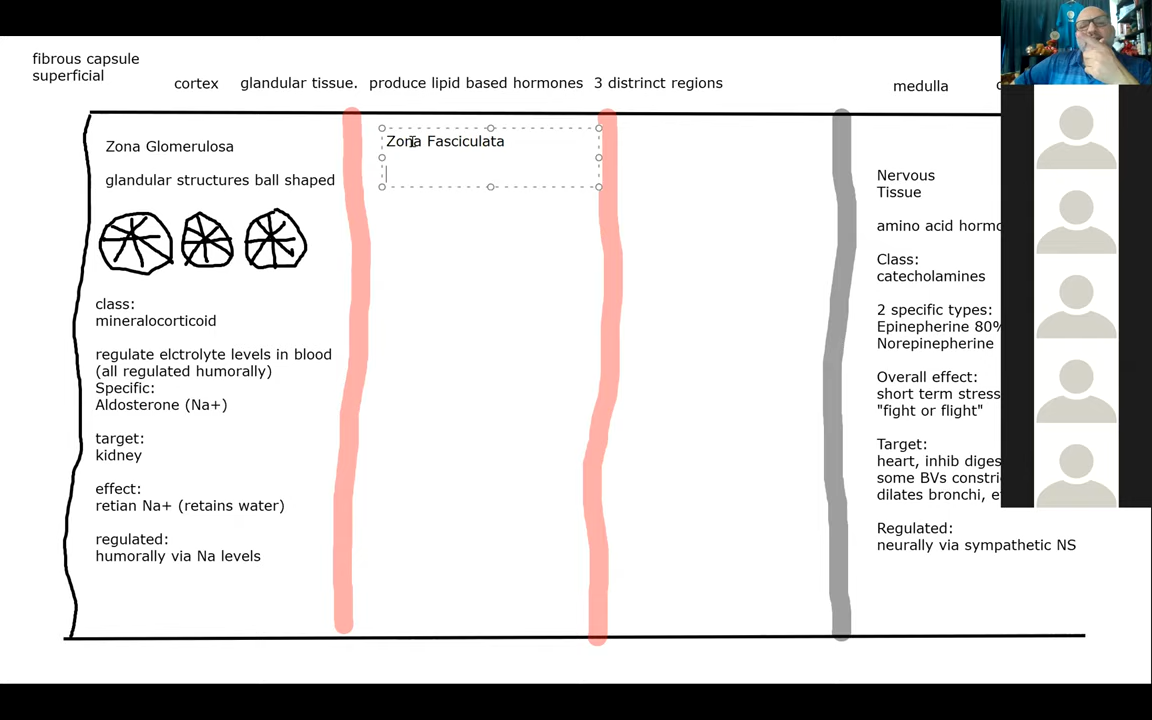 fibrous capsule
superficial
cortex glandular tissue. produce lipid based hormones 3 distrinct regions
medulla
Zona Glomerulosa
glandular structures ball shaped
class:
mineralocorticoid
regulate elctrolyte levels in blood
(all regulated humorally)
Specific:
Aldosterone (Na+)
target:
kidney
effect:
retian Na+ (retains water)
regulated:
humorally via Na levels
Zona Fasciculata
Nervous
Tissue
amino acid
Class:
catecholamines
2 specific types:
Epinepherine 80%
Norepinepherine
Overall effect:
short term stress
"fight or flight"
Target:
heart, inhib
some BVs
dilates bronchi,
Regulated:
neurally via sympathetic NS